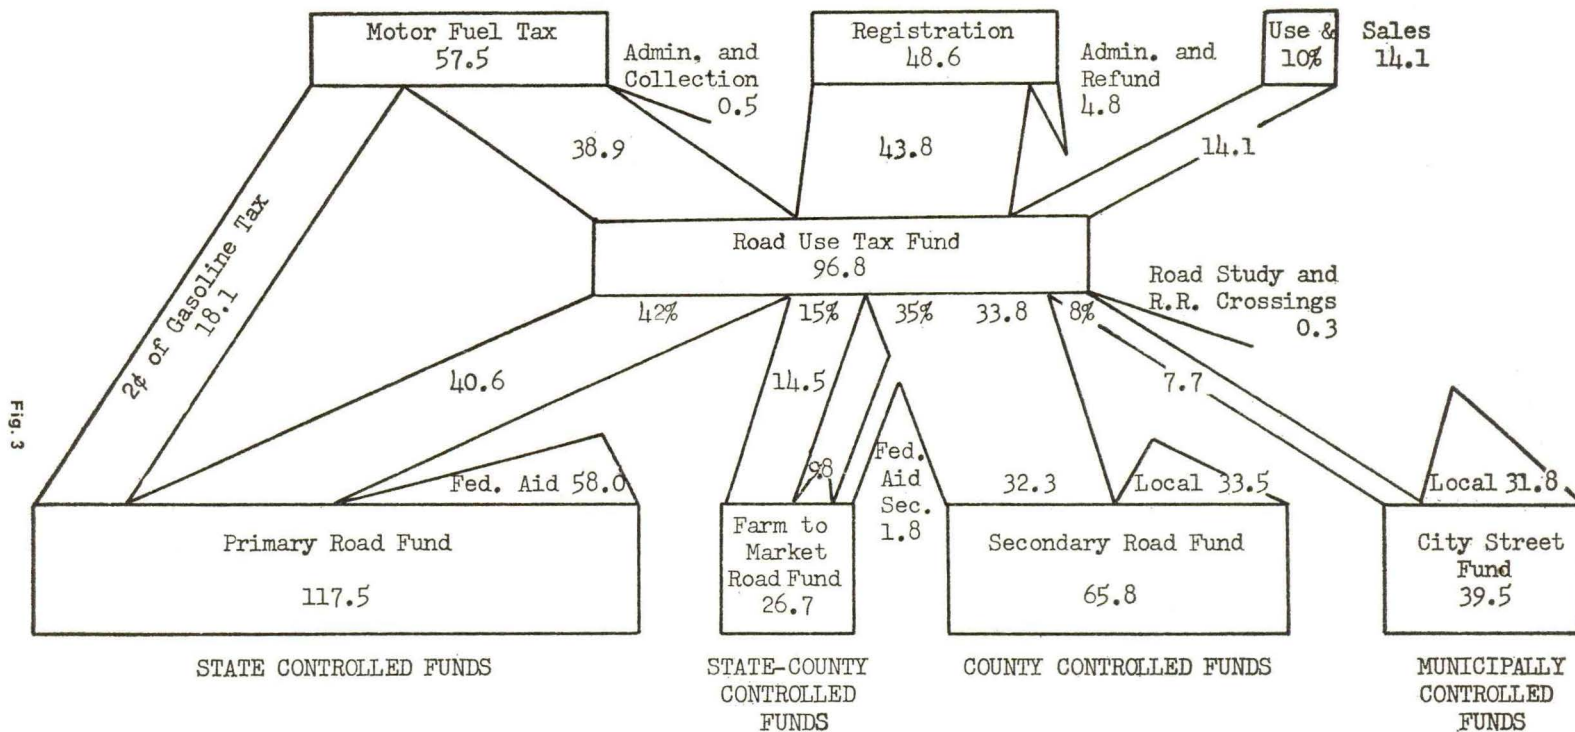 Motor Fuel Tax
57.5
Admin. and
Collection
0.5
Registration
48.6
Admin. and
Refund
4.8
Use & Sales
10% 14.1
38.9
43.8
14.1
2¢ of Gasoline Tax
18.1
Road Use Tax Fund
96.8
Road Study and
R.R. Crossings
0.3
42%
15%
35%
33.8
8%
40.6
14.5
7.7
Fig. 3
Fed. Aid 58.0
9.8
Fed.
Aid
Sec.
1.8
32.3
Local 33.5
Local 31.8
Primary Road Fund
117.5
Farm to
Market
Road Fund
26.7
Secondary Road Fund
65.8
City Street
Fund
39.5
STATE CONTROLLED FUNDS
STATE-COUNTY
CONTROLLED
FUNDS
COUNTY CONTROLLED FUNDS
MUNICIPALLY
CONTROLLED
FUNDS